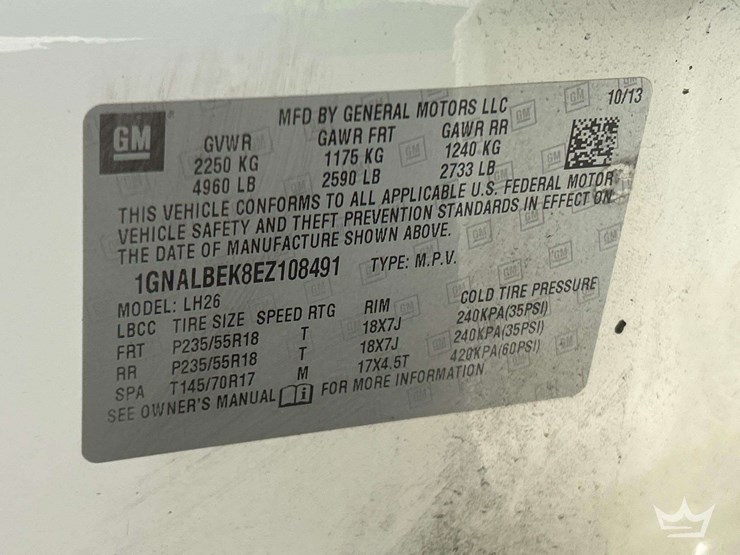 GM
MFD BY GENERAL MOTORS LLC 10/13
GVWR GAWR FRT GAWR RR
2250 KG 1175 KG 1240 KG
4960 LB 2590 LB 2733 LB
THIS VEHICLE CONFORMS TO ALL APPLICABLE U.S. FEDERAL MOTOR
VEHICLE SAFETY AND THEFT PREVENTION STANDARDS IN EFFECT ON
THE DATE OF MANUFACTURE SHOWN ABOVE.
1GNALBEK8EZ108491 TYPE: M.P.V.
MODEL: LH26
LBCC TIRE SIZE SPEED RTG RIM COLD TIRE PRESSURE
FRT P235/55R18 T 18X7J 240KPA(35PSI)
RR P235/55R18 T 18X7J 240KPA(35PSI)
SPA T145/70R17 M 17X4.5T 420KPA(60PSI)
SEE OWNER'S MANUAL i FOR MORE INFORMATION